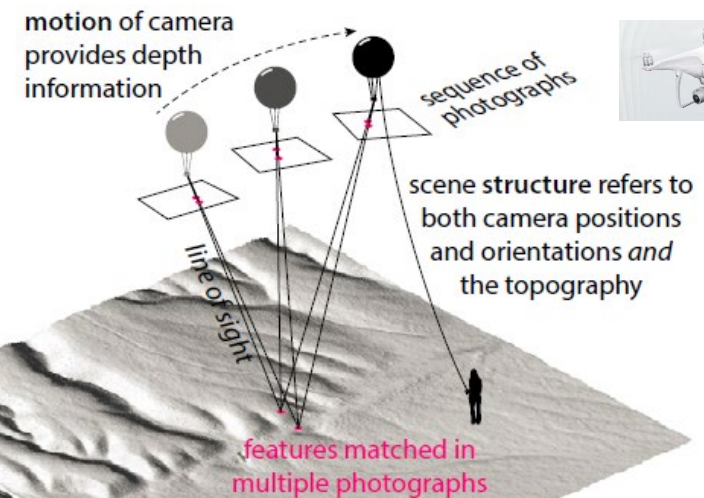 motion of camera
provides depth
information
sequence of
photographs
scene structure refers to
both camera positions
and orientations and
the topography
line of sight
features matched in
multiple photographs